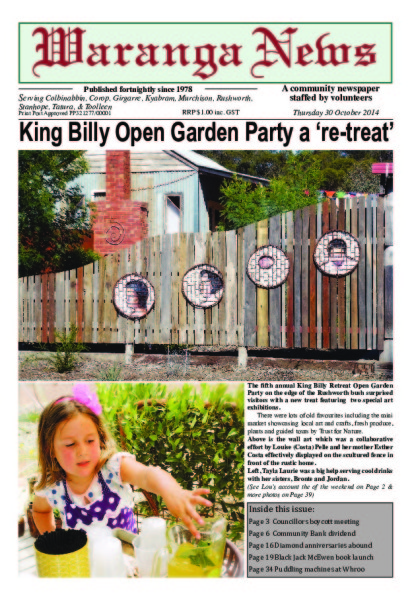 Waranga News
Published fortnightly since 1978
Serving Colbinabbin, Corop, Girgarre, Kyabram, Murchison, Rushworth,
Stanhope, Tatura, & Toolleen
Print Post Approved PP321277/00001
RRP$1.00 inc. GST
A community newspaper
staffed by volunteers
Thursday 30 October 2014
King Billy Open Garden Party a ‘re-treat’
The fifth annual King Billy Retreat Open Garden
Party on the edge of the Rushworth bush surprised
visitors with a new treat featuring two special art
exhibitions.
There were lots of old favourites including the mini
market showcasing local art and crafts, fresh produce,
plants and guided tours by Trust for Nature.
Above is the wall art which was a collaborative
effort by Louise (Costa) Pelle and her mother Esther
Costa effectively displayed on the scultured fence in
front of the rustic home.
Left, Tayla Laurie was a big help serving cool drinks
with her sisters, Bronte and Jordan.
(See Lou's account the of the weekend on Page 2 &
more photos on Page 39)
Inside this issue:
Page 3 Councillors boycott meeting
Page 6 Community Bank dividend
Page 16 Diamond anniversaries abound
Page 19 Black Jack McEwen book launch
Page 34 Puddling machines at Whroo